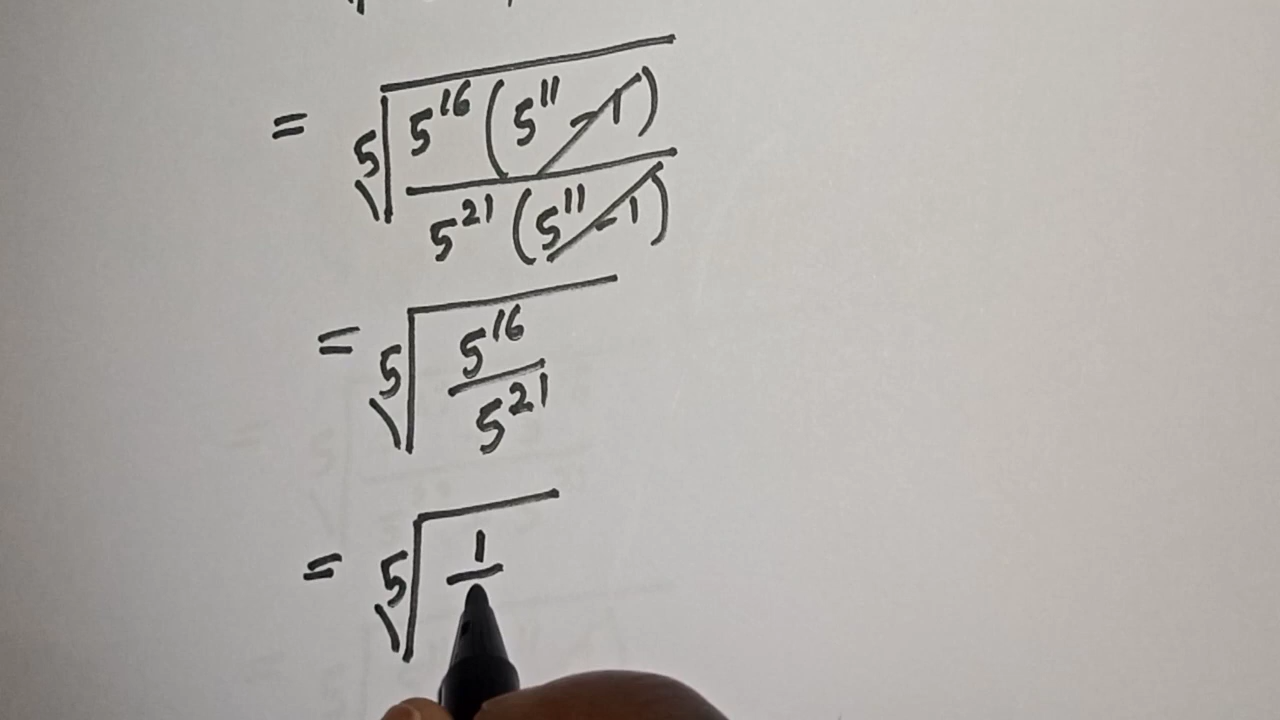 = ⁵√(5¹⁶(5¹¹ - 1) / 5²¹(5¹¹ - 1))
= ⁵√(5¹⁶ / 5²¹)
= ⁵√(1 /